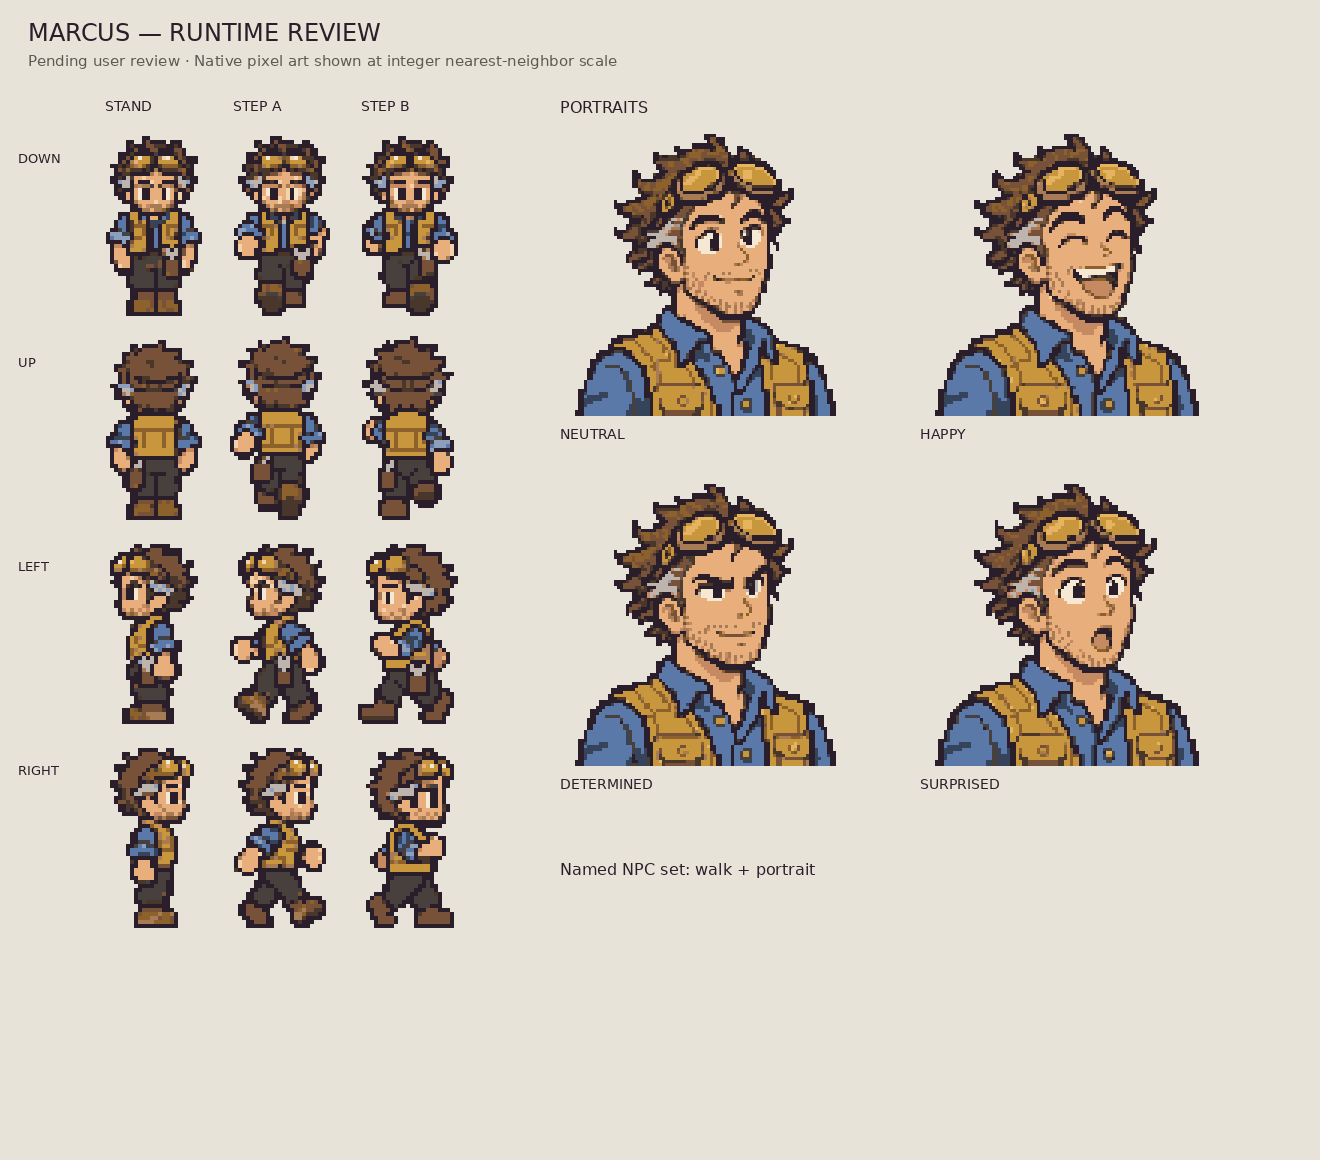 MARCUS — RUNTIME REVIEW
Pending user review · Native pixel art shown at integer nearest-neighbor scale
STAND
STEP A
STEP B
PORTRAITS
DOWN
UP
LEFT
RIGHT
NEUTRAL
HAPPY
DETERMINED
SURPRISED
Named NPC set: walk + portrait